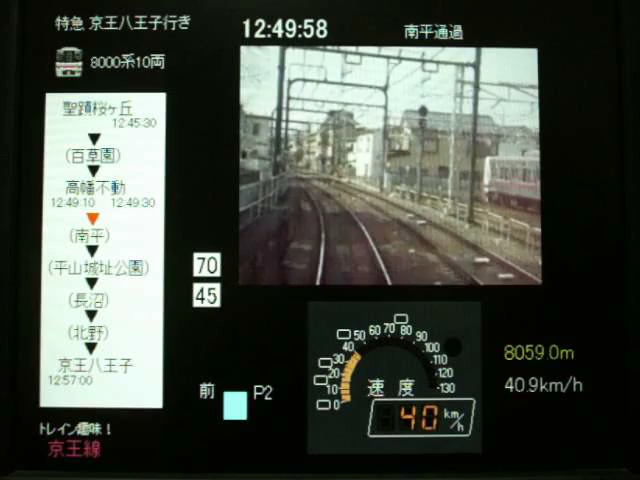 特急 京王八王子行き
12:49:58
南平通過
8000系10両
聖蹟桜ヶ丘
12:45:30
(百草園)
高幡不動
12:49:10 12:49:30
(南平)
(平山城址公園)
(長沼)
(北野)
京王八王子
12:57:00
70
45
前 P2
0 10 20 30 40 50 60 70 80 90 100 110 120 130
速度
40 km/h
8059.0m
40.9km/h
トレイン趣味!
京王線